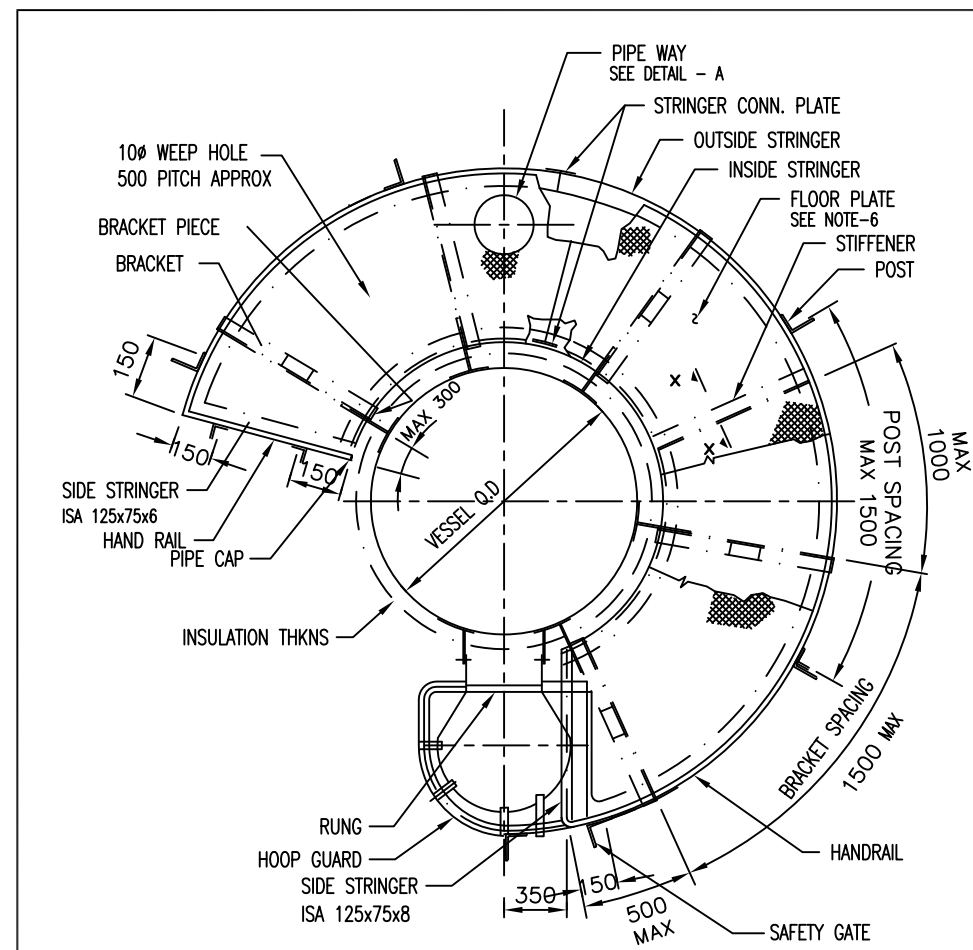 PIPE WAY
SEE DETAIL - A
STRINGER CONN. PLATE
OUTSIDE STRINGER
INSIDE STRINGER
FLOOR PLATE
SEE NOTE-6
STIFFENER
POST
10ø WEEP HOLE
500 PITCH APPROX
BRACKET PIECE
BRACKET
150
150
150
MAX 300
VESSEL O.D
X
X
MAX
1000
POST SPACING
MAX 1500
SIDE STRINGER
ISA 125x75x6
HAND RAIL
PIPE CAP
INSULATION THKNS
BRACKET SPACING
1500 MAX
RUNG
HOOP GUARD
SIDE STRINGER
ISA 125x75x8
350
150
500
MAX
HANDRAIL
SAFETY GATE